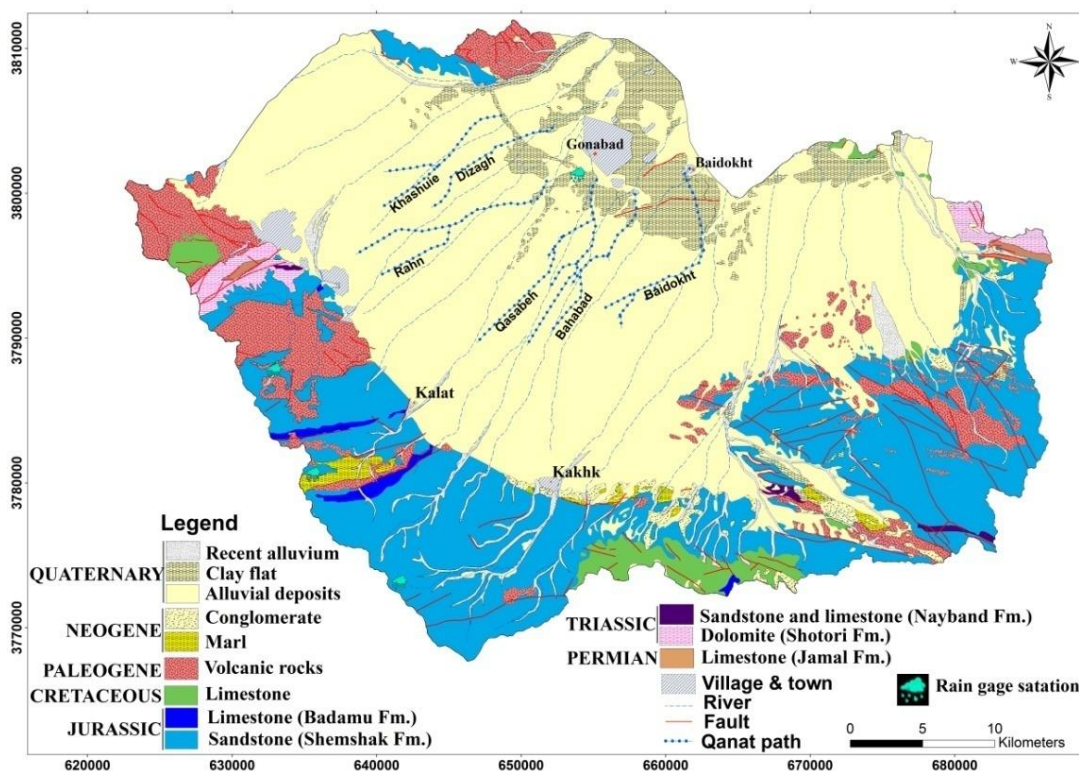 3810000
3800000
3790000
3780000
3770000
N
W
E
S
Gonabad
Baidokht
Khashuie
Dizagh
Rahn
Qasabeh
Bahabad
Baidokht
Kalat
Kakhk
Legend
QUATERNARY
Recent alluvium
Clay flat
Alluvial deposits
NEOGENE
Conglomerate
Marl
PALEOGENE
Volcanic rocks
CRETACEOUS
Limestone
JURASSIC
Limestone (Badamu Fm.)
Sandstone (Shemshak Fm.)
TRIASSIC
Sandstone and limestone (Nayband Fm.)
Dolomite (Shotori Fm.)
PERMIAN
Limestone (Jamal Fm.)
Village & town
River
Fault
Qanat path
Rain gage satation
0 5 10
Kilometers
620000 630000 640000 650000 660000 670000 680000